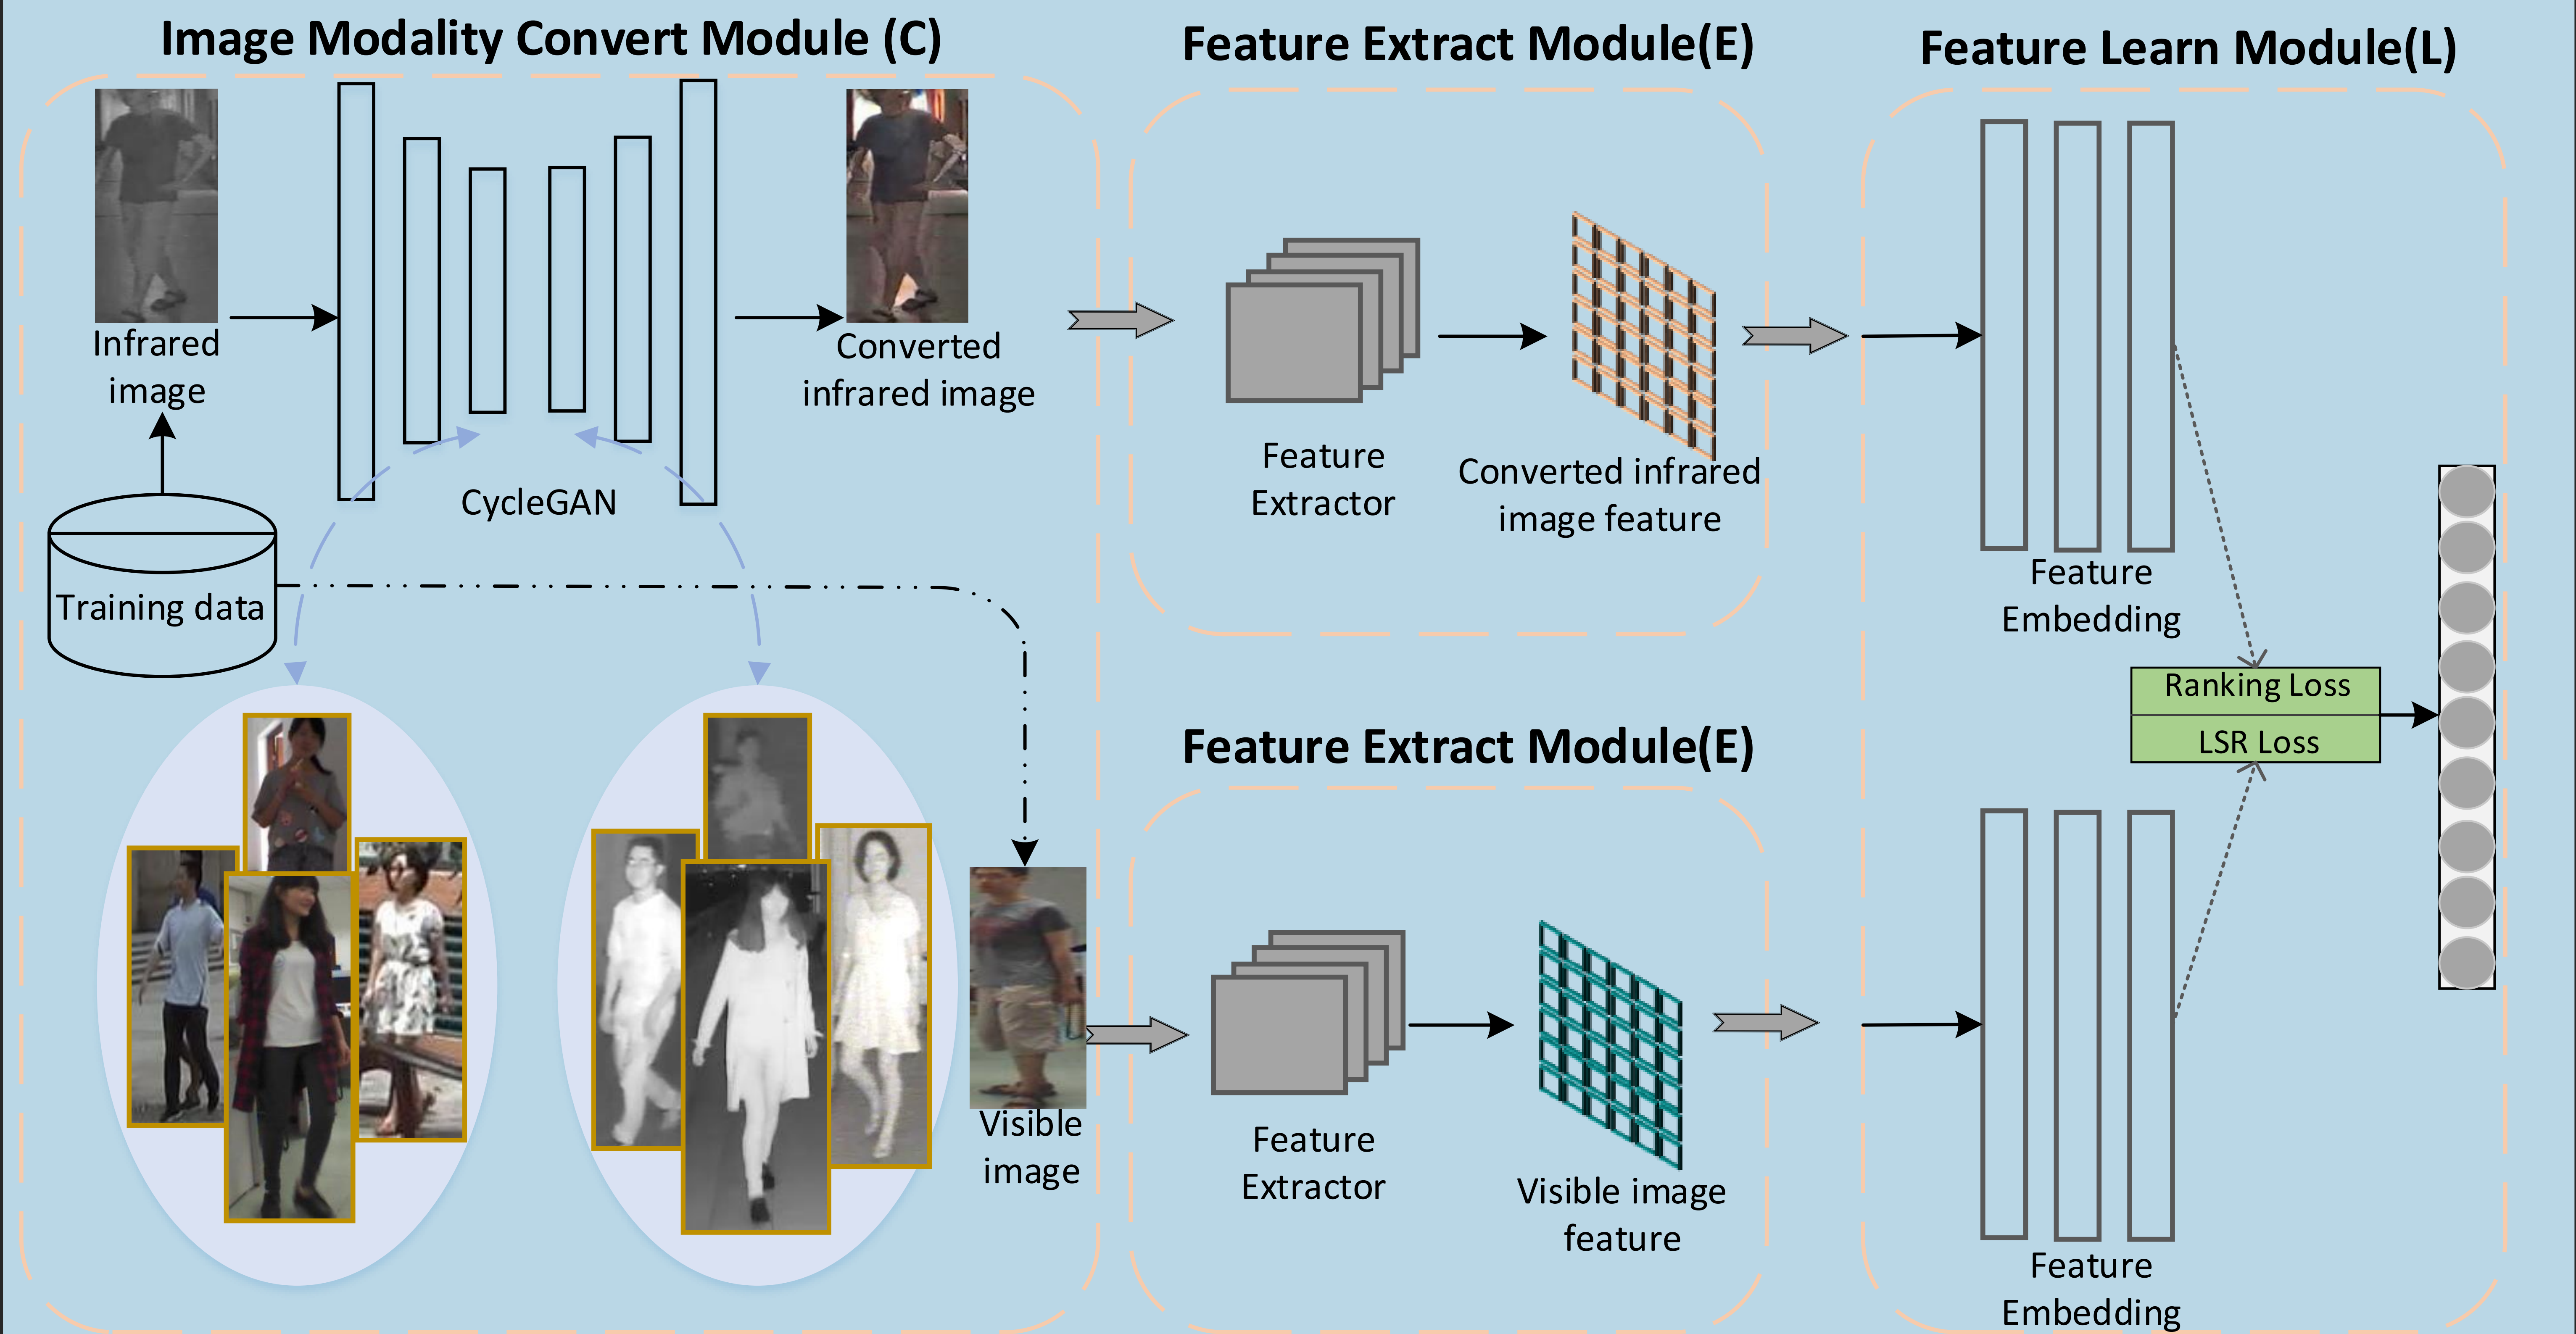 Image Modality Convert Module (C)
Infrared
image
Converted
infrared image
CycleGAN
Training data
Visible
image
Feature Extract Module(E)
Feature
Extractor
Converted infrared
image feature
Feature Extract Module(E)
Feature
Extractor
Visible image
feature
Feature Learn Module(L)
Feature
Embedding
Ranking Loss
LSR Loss
Feature
Embedding